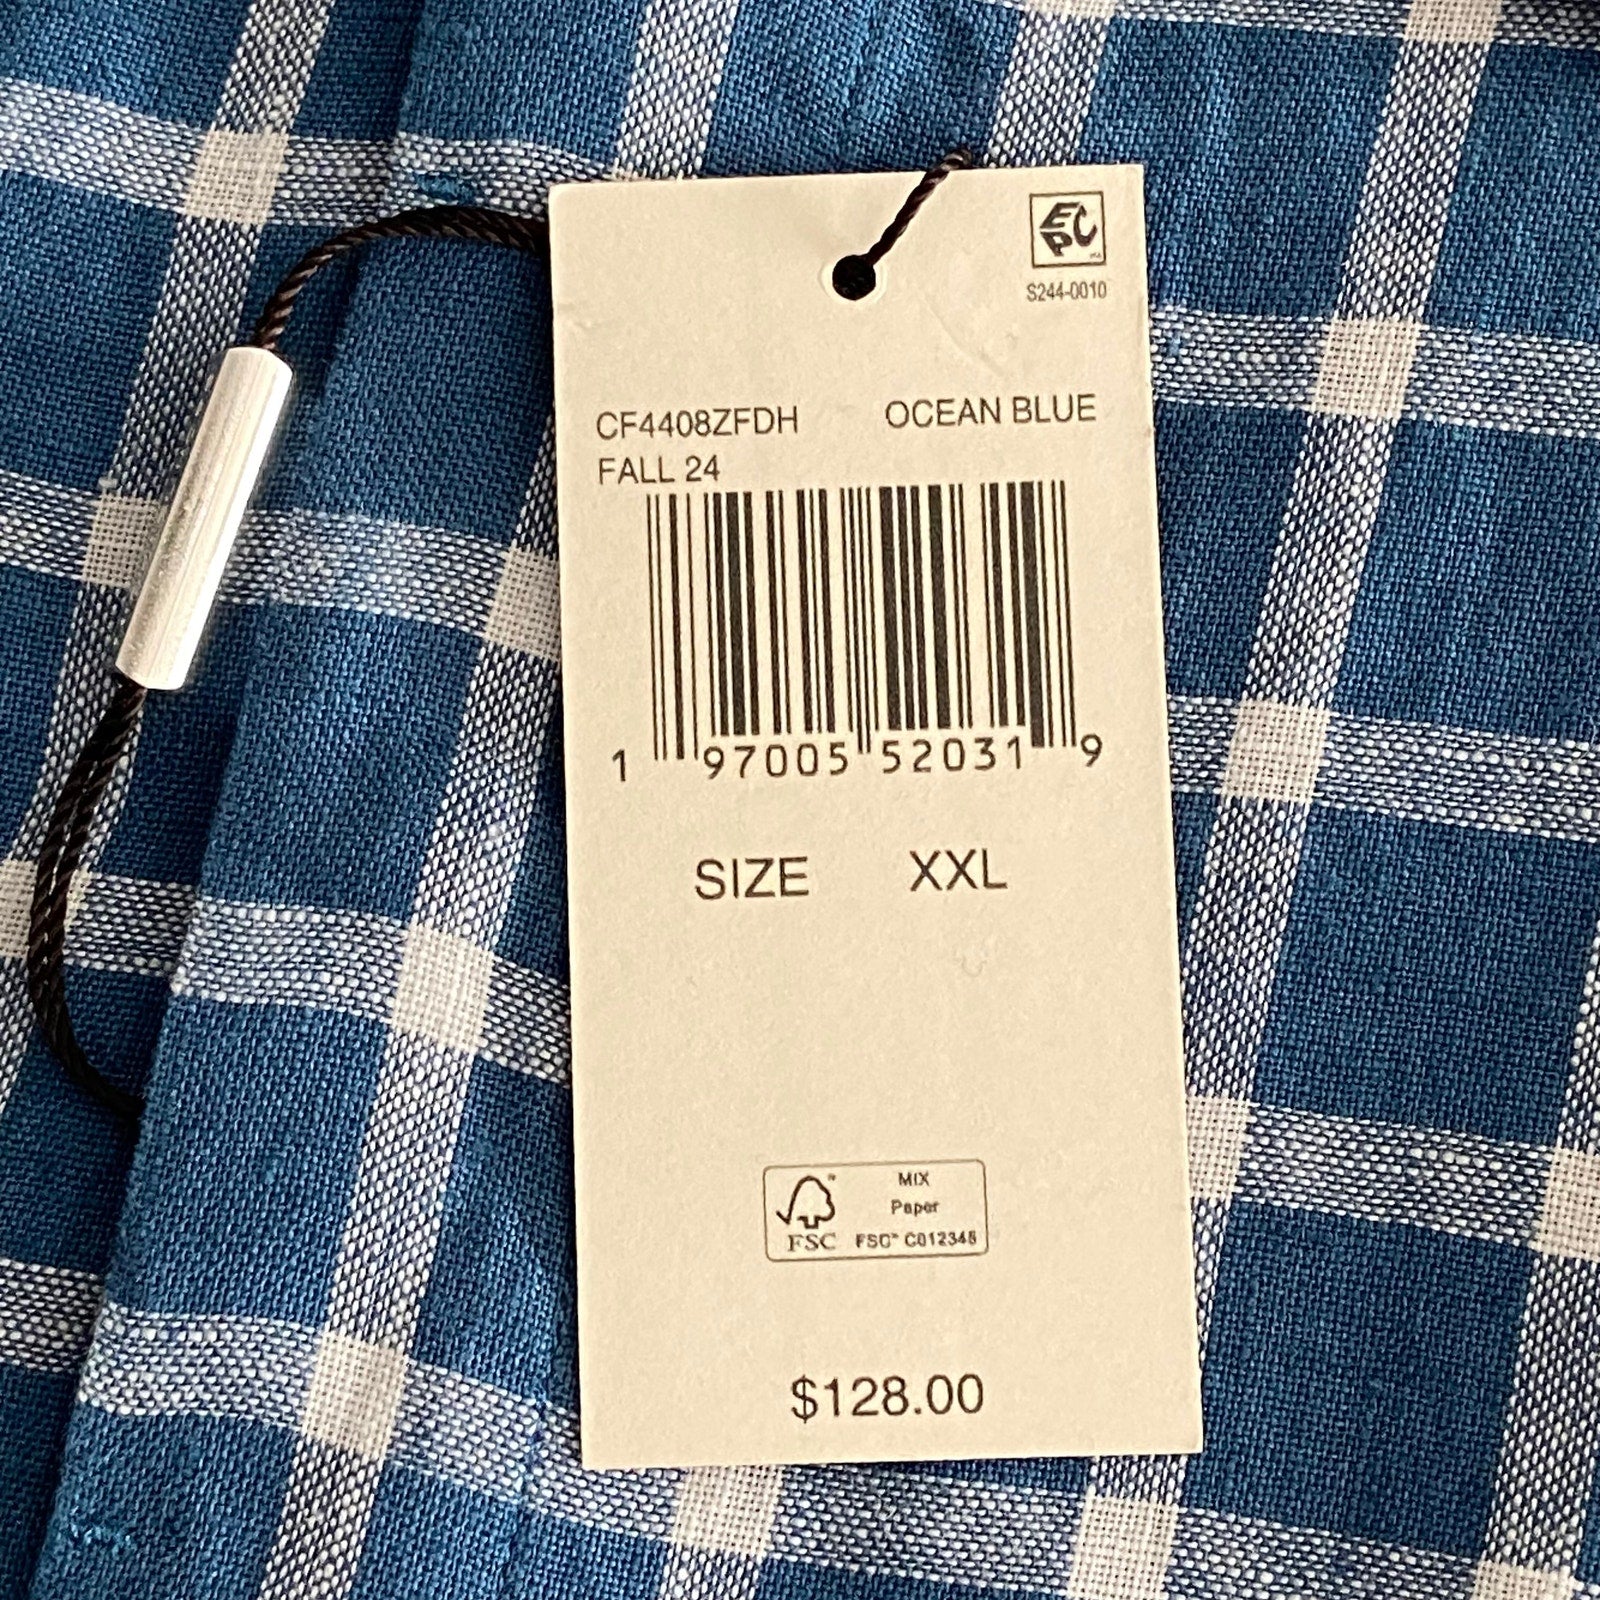 EPC
S244-0010
CF4408ZFDH OCEAN BLUE
FALL 24
1 97005 52031 9
SIZE XXL
MIX
Paper
FSC FSC™ C012345
$128.00